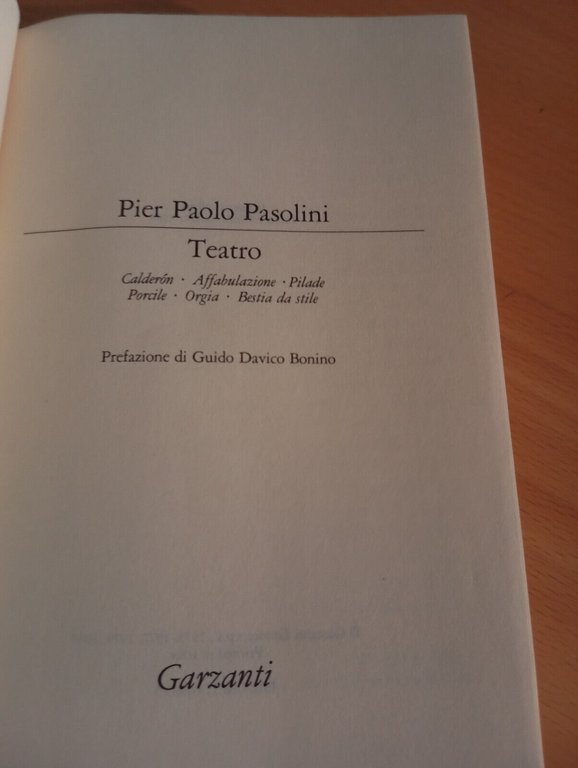 Pier Paolo Pasolini
Teatro
Calderón · Affabulazione · Pilade
Porcile · Orgia · Bestia da stile
Prefazione di Guido Davico Bonino
Garzanti